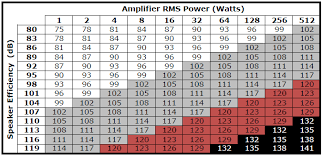 Amplifier RMS Power (Watts)
1 2 4 8 16 32 64 128 256 512
Speaker Efficiency (dB)
80 75 78 81 84 87 90 93 96 99 102
83 78 81 84 87 90 93 96 99 102 105
86 81 84 87 90 93 96 99 102 105 108
89 84 87 90 93 96 99 102 105 108 111
92 87 90 93 96 99 102 105 108 111 114
95 90 93 96 99 102 105 108 111 114 117
98 93 96 99 102 105 108 111 114 117 120
101 96 99 102 105 108 111 114 117 120 123
104 99 102 105 108 111 114 117 120 123 126
107 102 105 108 111 114 117 120 123 126 129
110 105 108 111 114 117 120 123 126 129 132
113 108 111 114 117 120 123 126 129 132 135
116 111 114 117 120 123 126 129 132 135 138
119 114 117 120 123 126 129 132 135 138 141